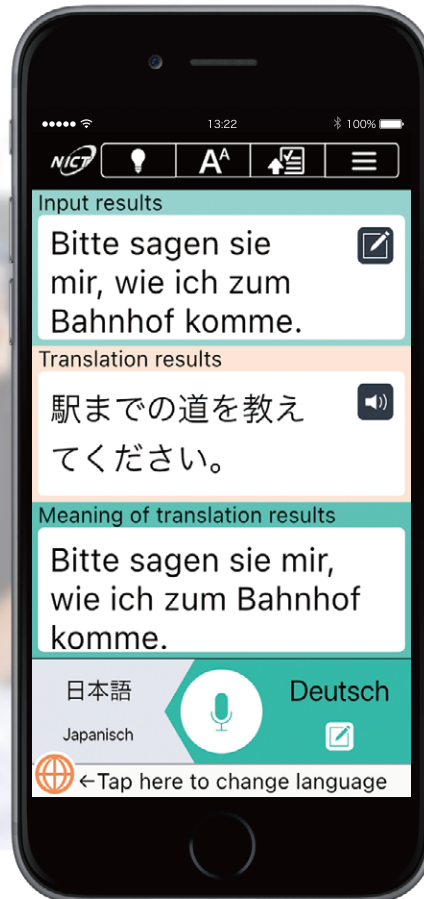 13:22
100%
NICT
AA
Input results
Bitte sagen sie
mir, wie ich zum
Bahnhof komme.
Translation results
駅までの道を教え
てください。
Meaning of translation results
Bitte sagen sie mir,
wie ich zum Bahnhof
komme.
日本語
Japanisch
Deutsch
←Tap here to change language